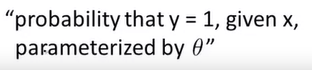 “probability that y = 1, given x,
parameterized by θ”